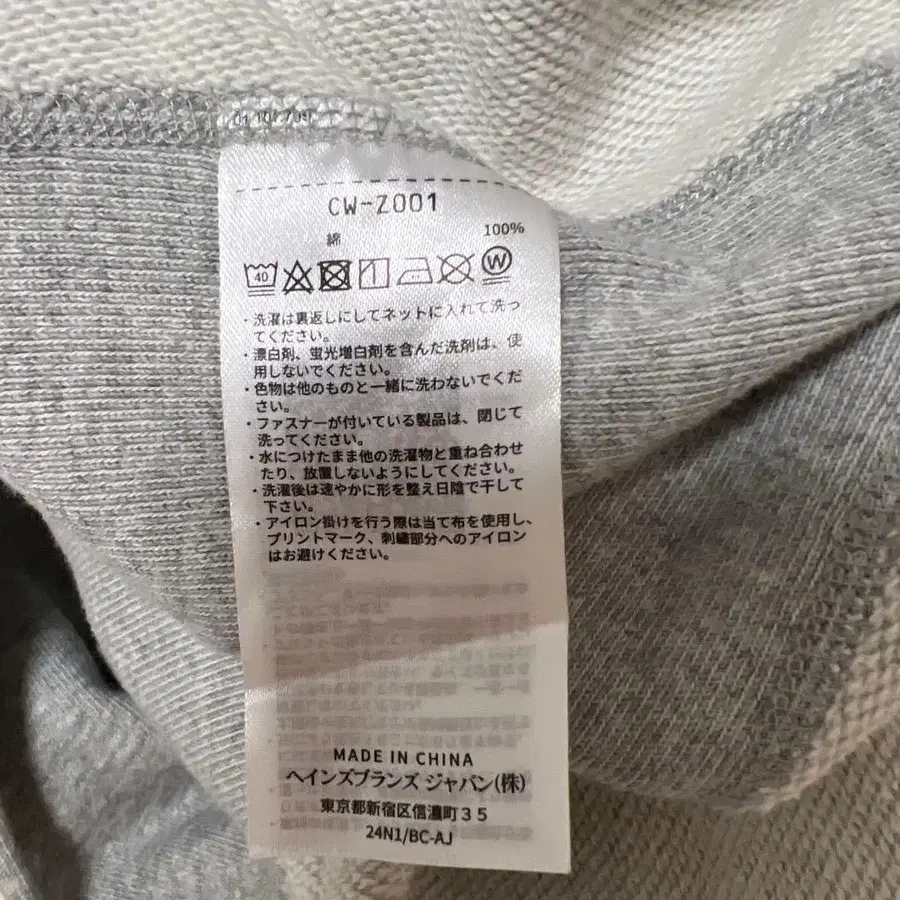 CW-Z001
綿 100%
40
W
・洗濯は裏返しにしてネットに入れて洗っ
てください。
・漂白剤、蛍光増白剤を含んだ洗剤は、使
用しないでください。
・色物は他のものと一緒に洗わないでくだ
さい。
・ファスナーが付いている製品は、閉じて
洗ってください。
・水につけたまま他の洗濯物と重ね合わせ
たり、放置しないようにしてください。
・洗濯後は速やかに形を整え日陰で干して
下さい。
・アイロン掛けを行う際は当て布を使用し、
プリントマーク、刺繍部分へのアイロン
はお避けください。
MADE IN CHINA
ヘインズブランズ ジャパン(株)
東京都新宿区信濃町35
24N1/BC-AJ